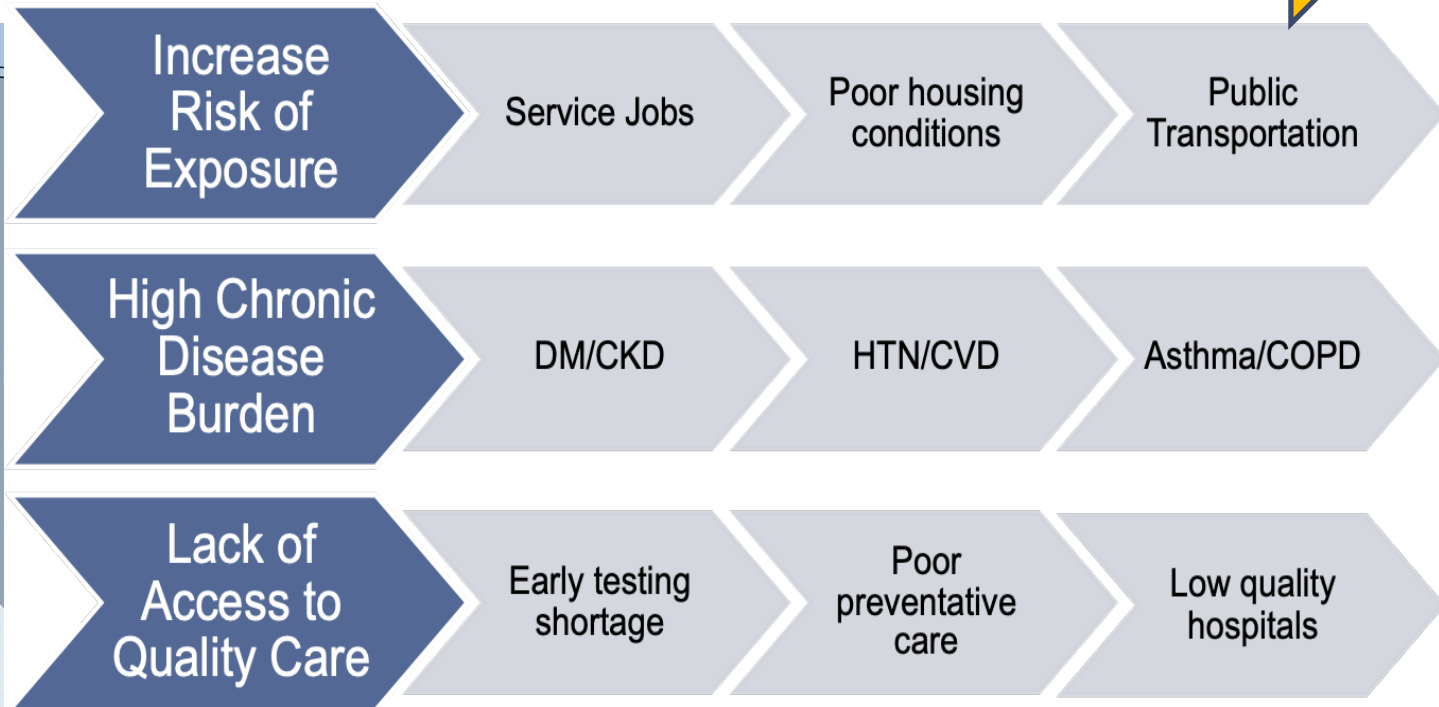 Increase
Risk of
Exposure
Service Jobs
Poor housing
conditions
Public
Transportation
High Chronic
Disease
Burden
DM/CKD
HTN/CVD
Asthma/COPD
Lack of
Access to
Quality Care
Early testing
shortage
Poor
preventative
care
Low quality
hospitals